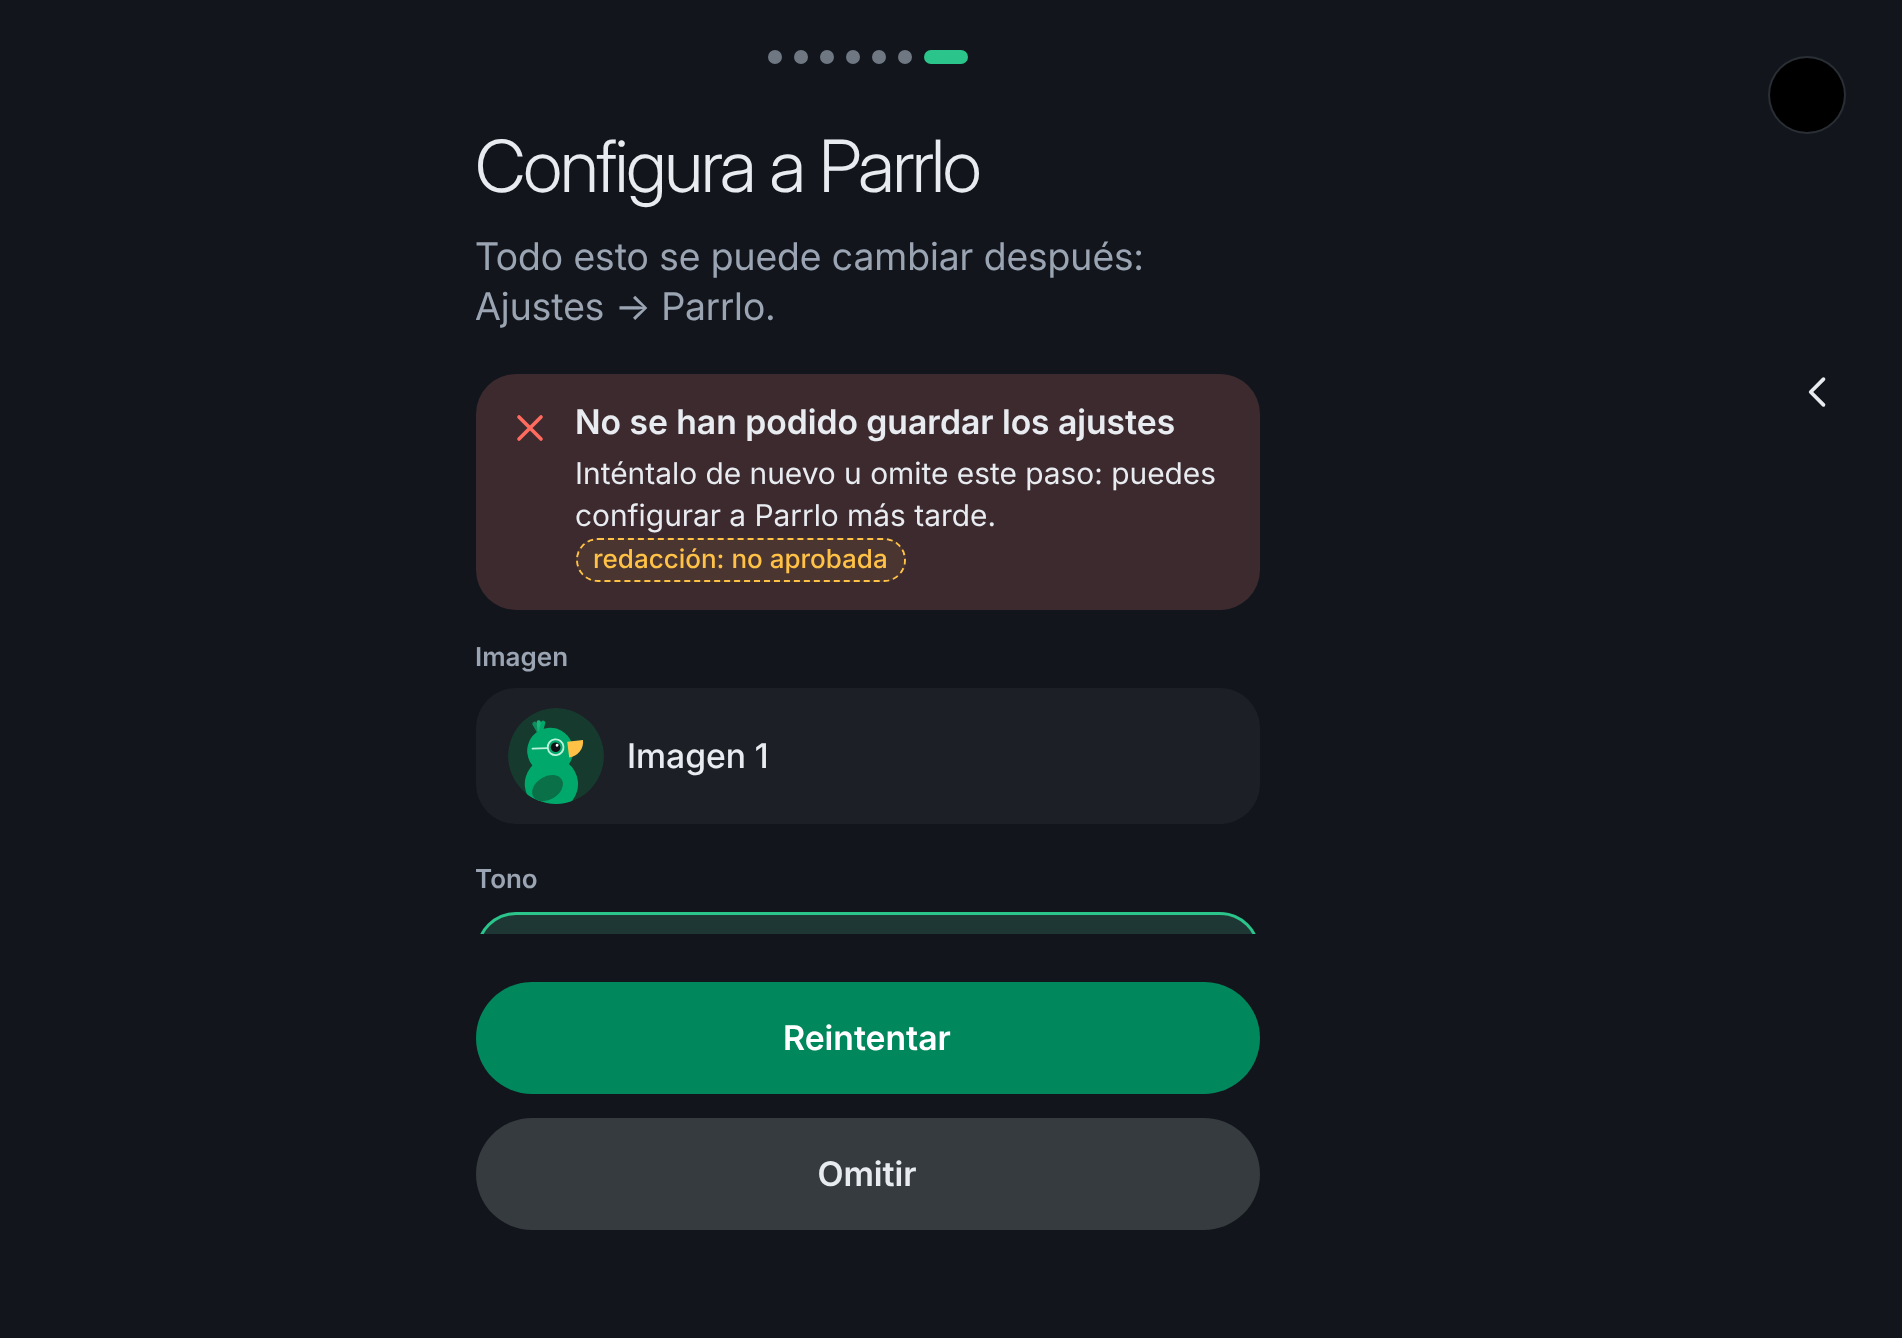 Configura a Parrlo
Todo esto se puede cambiar después:
Ajustes → Parrlo.
No se han podido guardar los ajustes
Inténtalo de nuevo u omite este paso: puedes
configurar a Parrlo más tarde.
redacción: no aprobada
Imagen
Imagen 1
Tono
Reintentar
Omitir